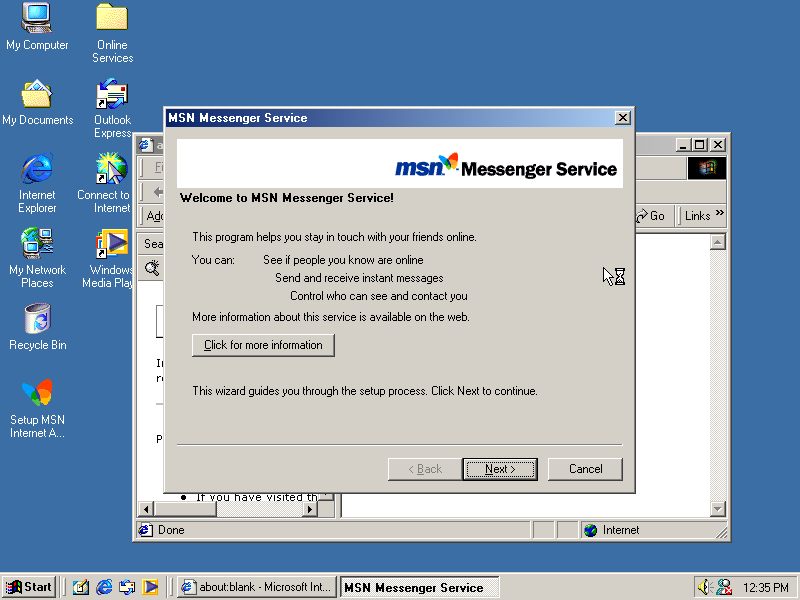 My Computer
Online
Services
My Documents
Outlook
Express
Internet
Explorer
Connect to
Internet
My Network
Places
Windows
Media Play
Recycle Bin
Setup MSN
Internet A...
MSN Messenger Service
msn Messenger Service
Welcome to MSN Messenger Service!
This program helps you stay in touch with your friends online.
You can: See if people you know are online
Send and receive instant messages
Control who can see and contact you
More information about this service is available on the web.
Click for more information
This wizard guides you through the setup process. Click Next to continue.
< Back
Next >
Cancel
Go
Links »
• If you have visited th
Done
Internet
Start
about:blank - Microsoft Int...
MSN Messenger Service
12:35 PM